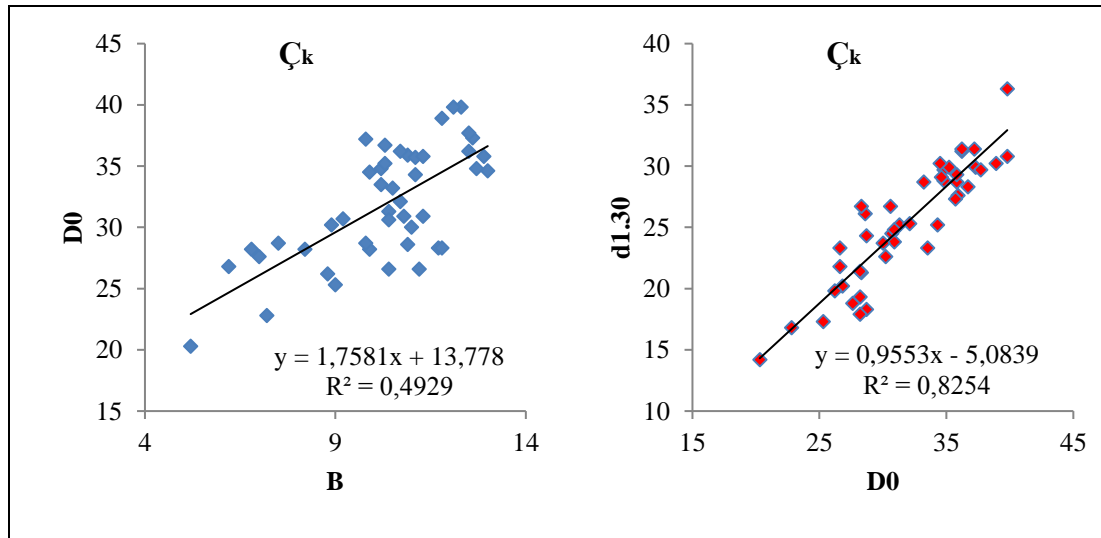 Çk
45
40
35
30
25
20
15
D0
4
9
14
B
y = 1,7581x + 13,778
R² = 0,4929
Çk
40
35
30
25
20
15
10
d1.30
15
25
35
45
D0
y = 0,9553x - 5,0839
R² = 0,8254